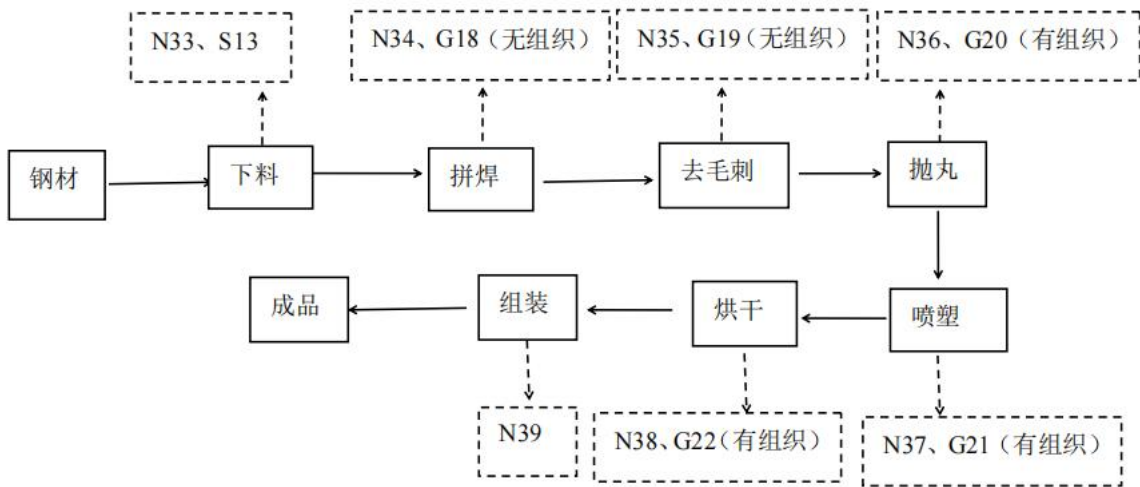 N33、S13
N34、G18（无组织）
N35、G19（无组织）
N36、G20（有组织）
钢材
下料
拼焊
去毛刺
抛丸
成品
组装
烘干
喷塑
N39
N38、G22（有组织）
N37、G21（有组织）